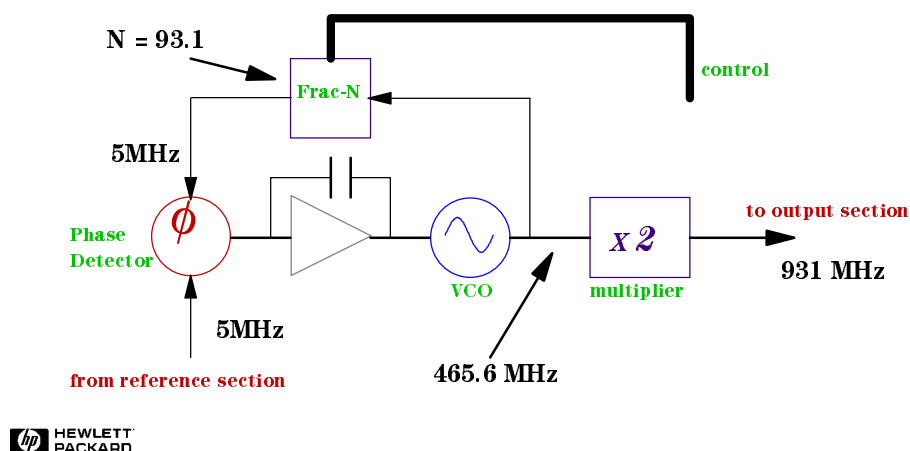 N = 93.1
control
Frac-N
5MHz
ϕ
Phase
Detector
to output section
x 2
931 MHz
VCO
multiplier
5MHz
465.6 MHz
from reference section
hp HEWLETT
PACKARD